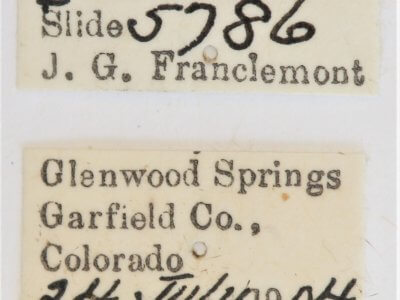 Slide 5786
J. G. Franclemont
Glenwood Springs
Garfield Co.,
Colorado